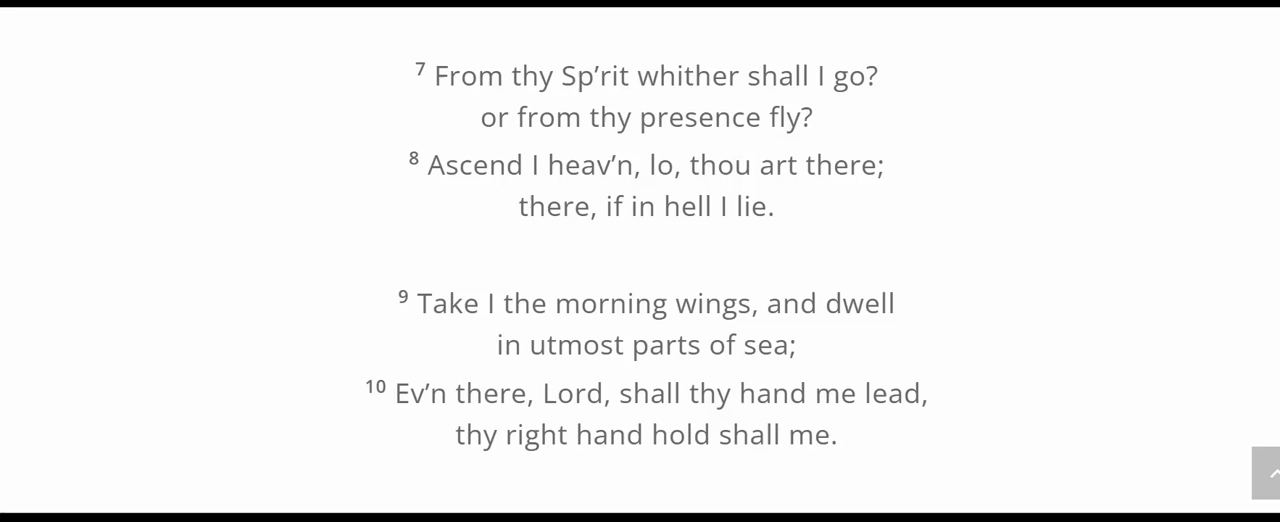 7 From thy Sp’rit whither shall I go?
or from thy presence fly?
8 Ascend I heav’n, lo, thou art there;
there, if in hell I lie.
9 Take I the morning wings, and dwell
in utmost parts of sea;
10 Ev’n there, Lord, shall thy hand me lead,
thy right hand hold shall me.